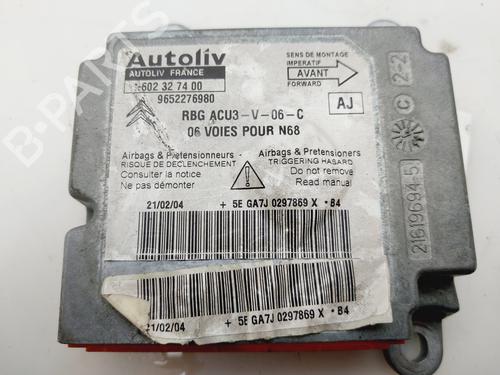 Autoliv
AUTOLIV FRANCE
602 32 74 00
9652276980
SENS DE MONTAGE
IMPERATIF
AVANT
FORWARD
AJ
RBG ACU3-V-06-C
06 VOIES POUR N68
Airbags & Pretensionneurs
RISQUE DE DECLENCHEMENT
Consulter la notice
Ne pas démonter
Airbags & Pretensioners
TRIGGERING HASARD
Do not remove
Read manual
21/02/04
+ 5E GA7J 0297869 X ·B4
21/02/04
+ 5E GA7J 0297869 X ·B4
C 2-2
21619694-5
B-PARTS